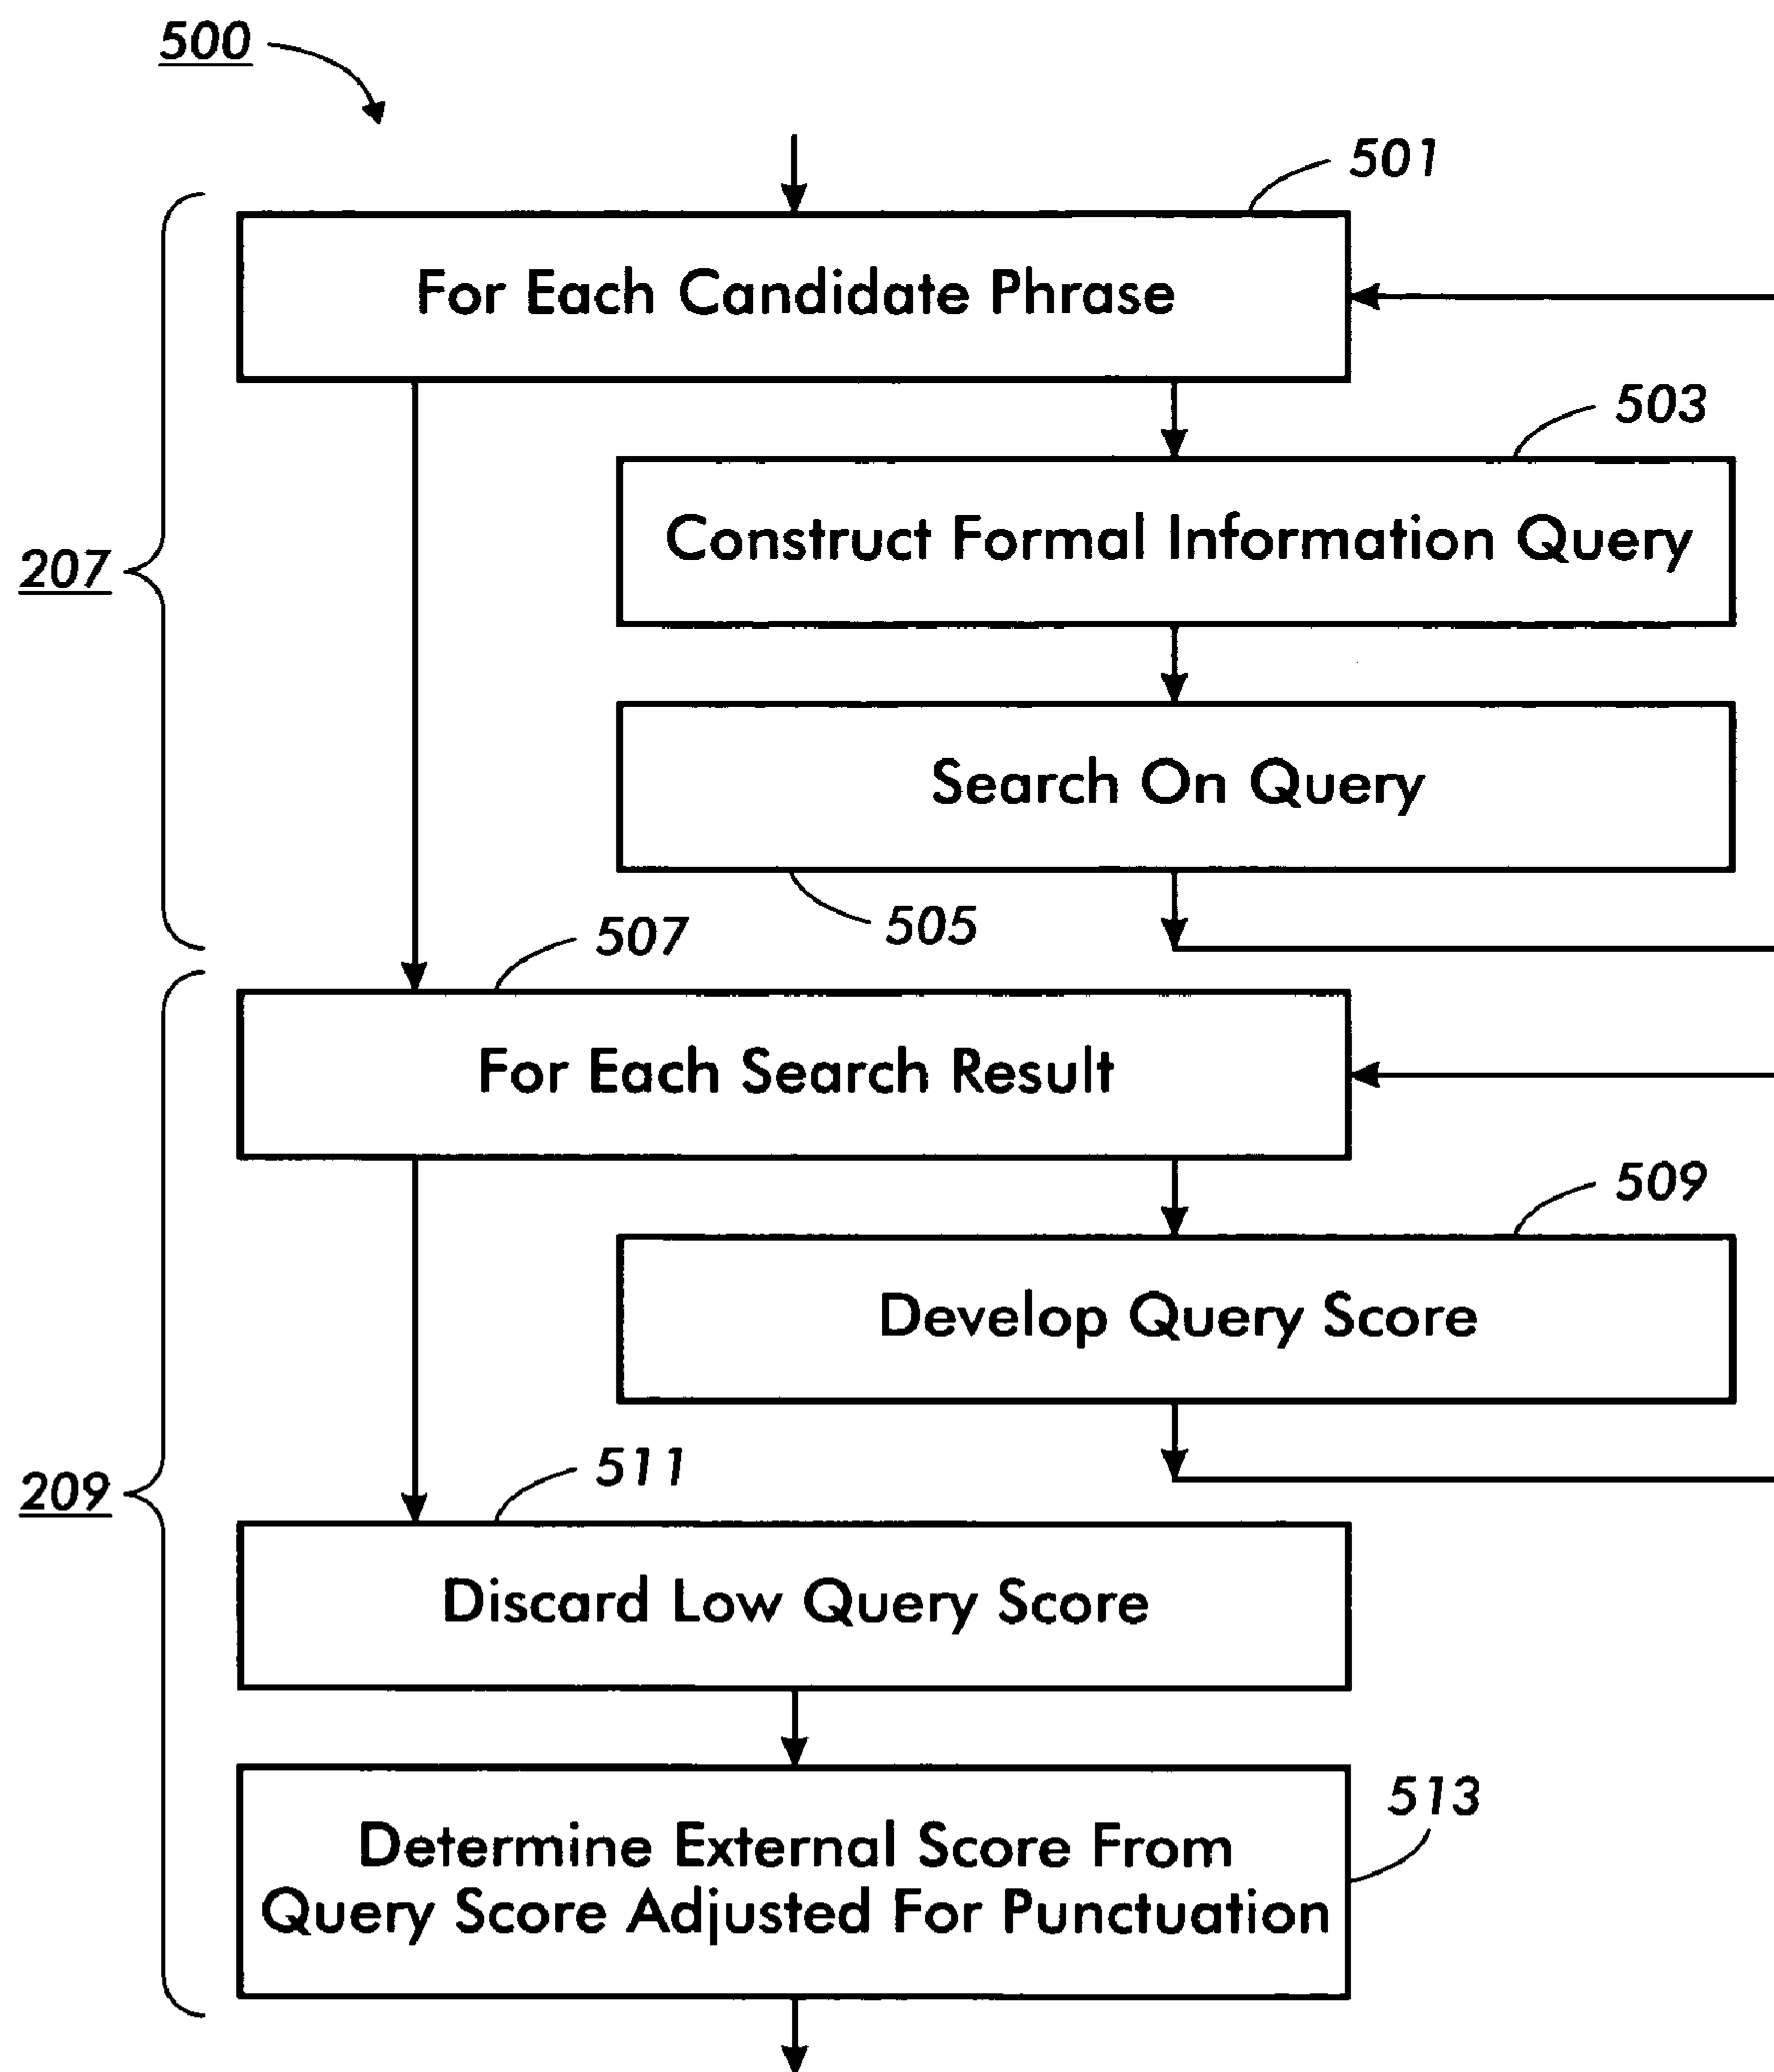 500
501
For Each Candidate Phrase
503
Construct Formal Information Query
207
Search On Query
505
507
For Each Search Result
509
Develop Query Score
511
209
Discard Low Query Score
513
Determine External Score From
Query Score Adjusted For Punctuation